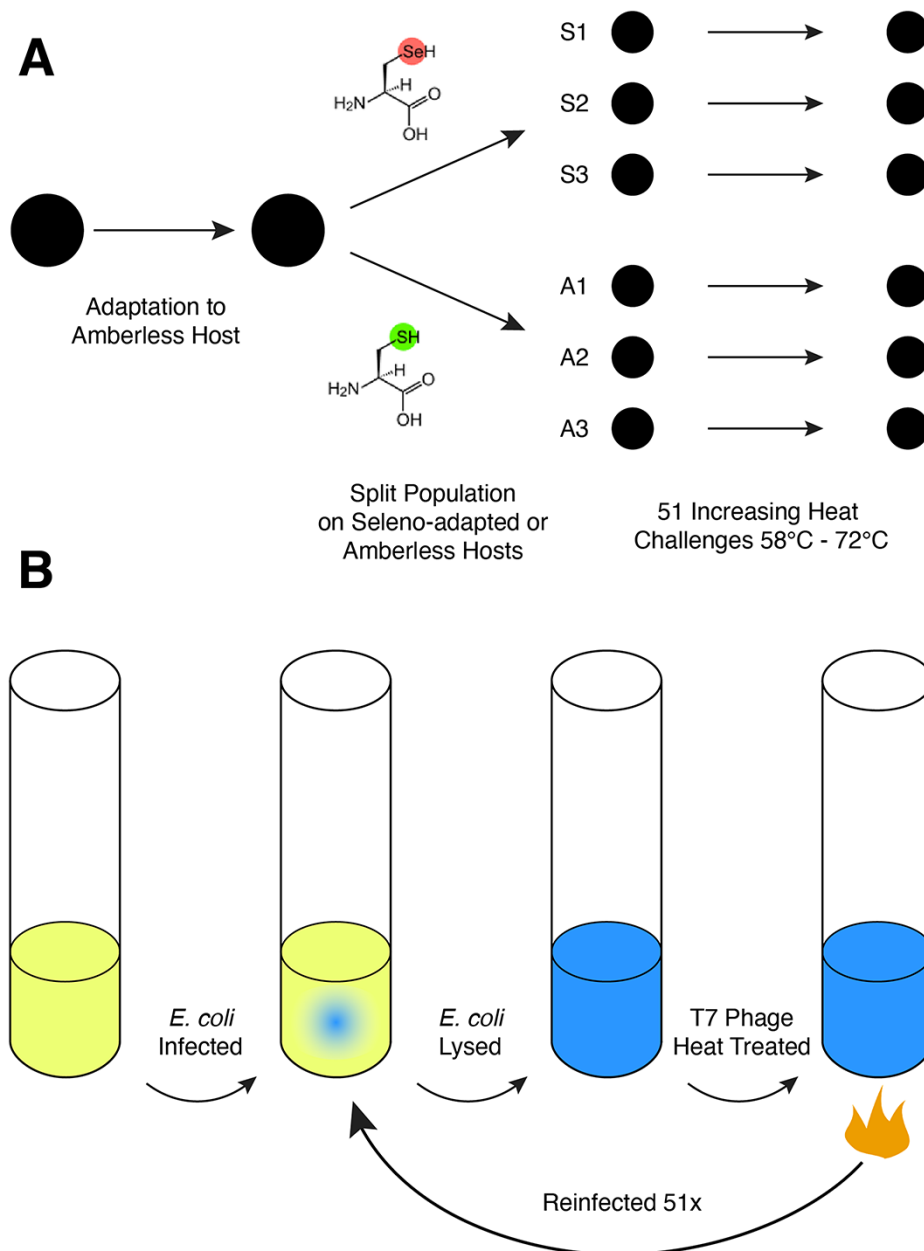 A
SeH
H
H₂N
O
OH
S1
S2
S3
Adaptation to
Amberless Host
SH
H
H₂N
O
OH
A1
A2
A3
Split Population
on Seleno-adapted or
Amberless Hosts
51 Increasing Heat
Challenges 58°C - 72°C
B
E. coli
Infected
E. coli
Lysed
T7 Phage
Heat Treated
Reinfected 51x